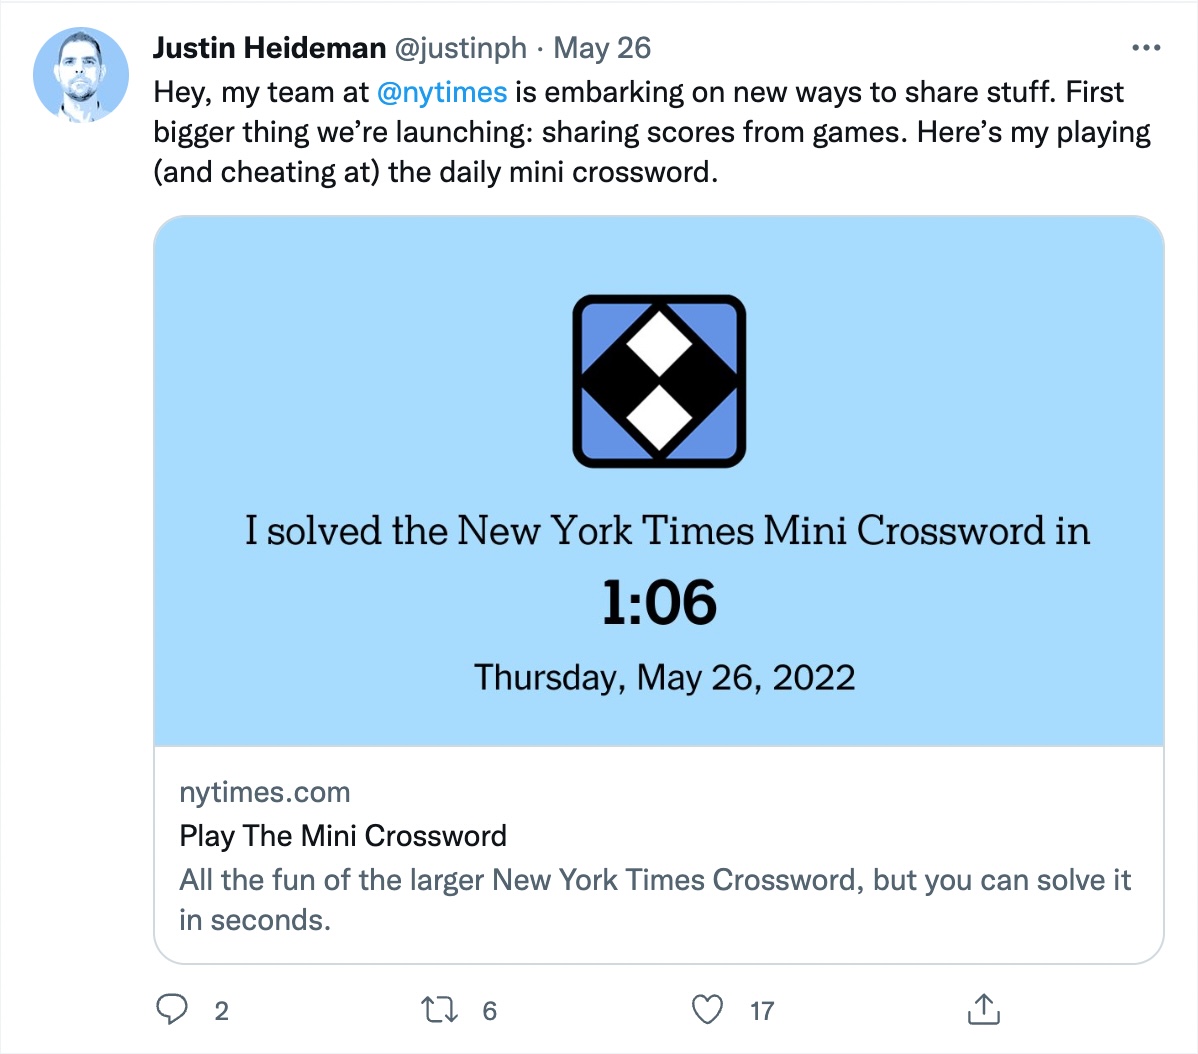 Justin Heideman @justinph · May 26
Hey, my team at @nytimes is embarking on new ways to share stuff. First
bigger thing we’re launching: sharing scores from games. Here’s my playing
(and cheating at) the daily mini crossword.
I solved the New York Times Mini Crossword in
1:06
Thursday, May 26, 2022
nytimes.com
Play The Mini Crossword
All the fun of the larger New York Times Crossword, but you can solve it
in seconds.
2 6 17